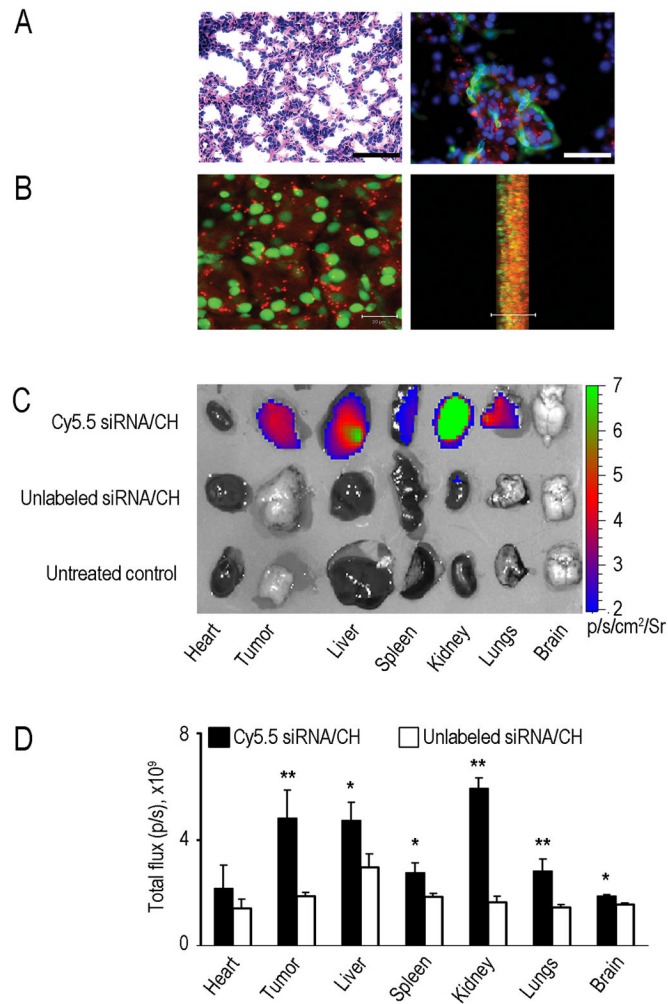 A
B
20 µm
C
Cy5.5 siRNA/CH
Unlabeled siRNA/CH
Untreated control
7
6
5
4
3
2
p/s/cm²/Sr
Heart
Tumor
Liver
Spleen
Kidney
Lungs
Brain
D
Cy5.5 siRNA/CH
Unlabeled siRNA/CH
Total flux (p/s), x10⁹
8
4
0
** * * ** ** *
Heart
Tumor
Liver
Spleen
Kidney
Lungs
Brain